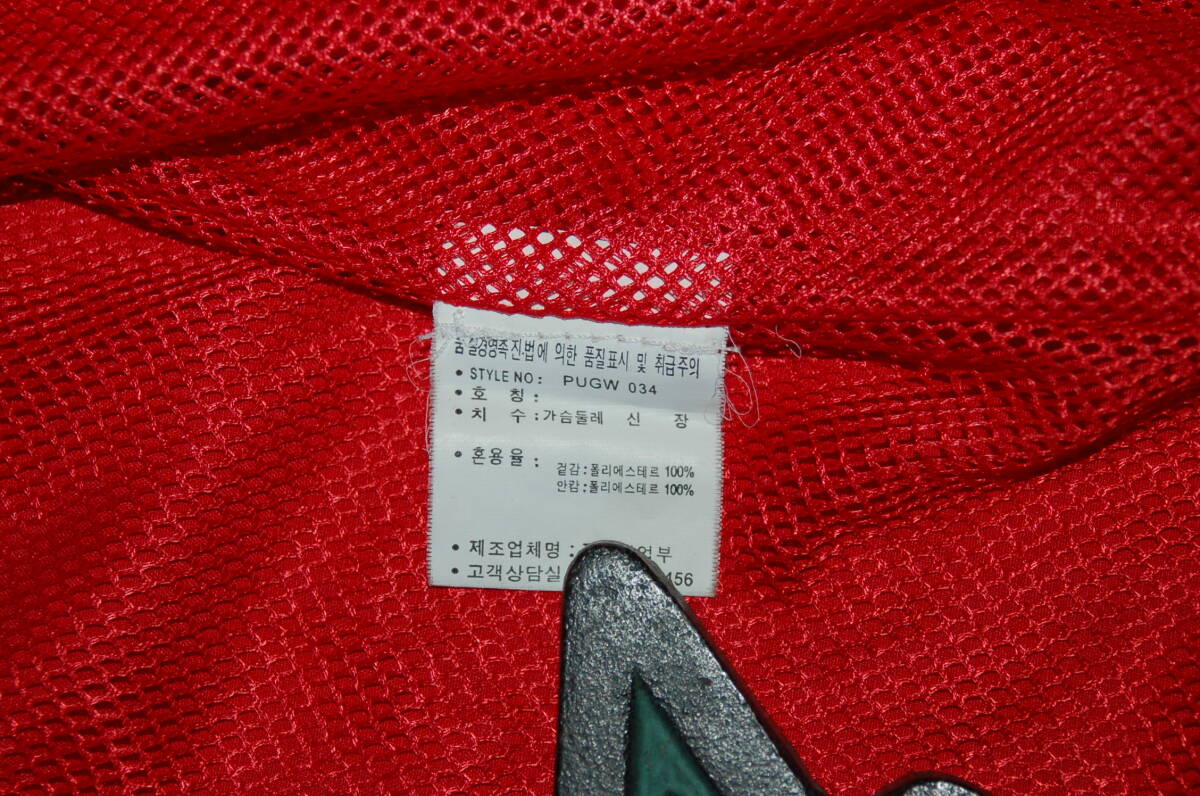 품질경영촉진법에 의한 품질표시 및 취급주의
• STYLE NO: PUGW 034
• 호 칭 :
• 치 수 : 가슴둘레 신 장
• 혼용율 :
겉감:폴리에스테르 100%
안감:폴리에스테르 100%
• 제조업체명 :
• 고객상담실 456